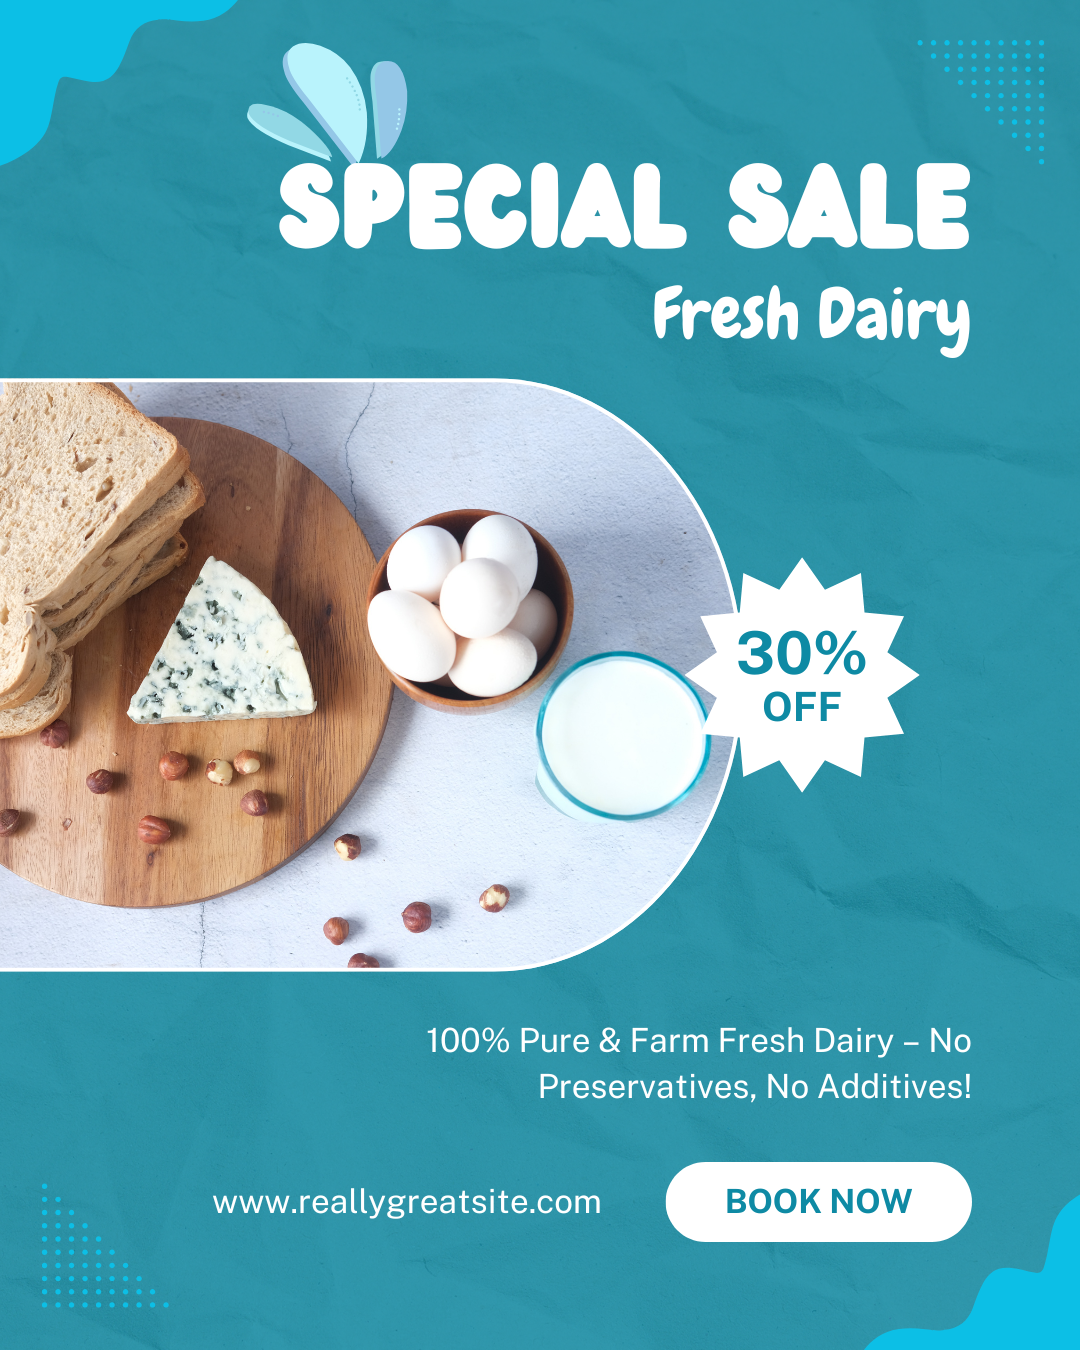 SPECIAL SALE
Fresh Dairy
30%
OFF
100% Pure & Farm Fresh Dairy – No
Preservatives, No Additives!
www.reallygreatsite.com
BOOK NOW